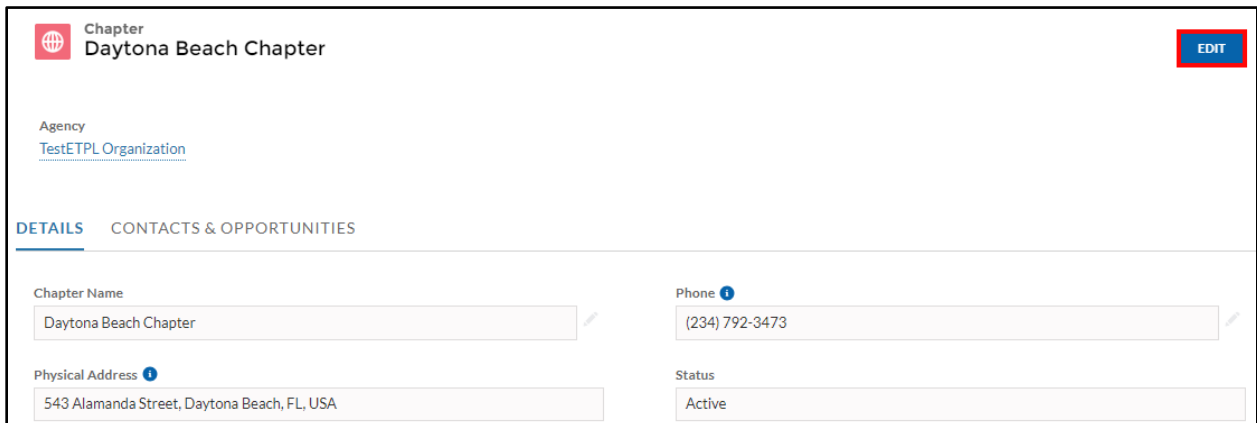 Chapter
Daytona Beach Chapter
EDIT
Agency
TestETPL Organization
DETAILS CONTACTS & OPPORTUNITIES
Chapter Name
Daytona Beach Chapter
Phone
(234) 792-3473
Physical Address
543 Alamanda Street, Daytona Beach, FL, USA
Status
Active